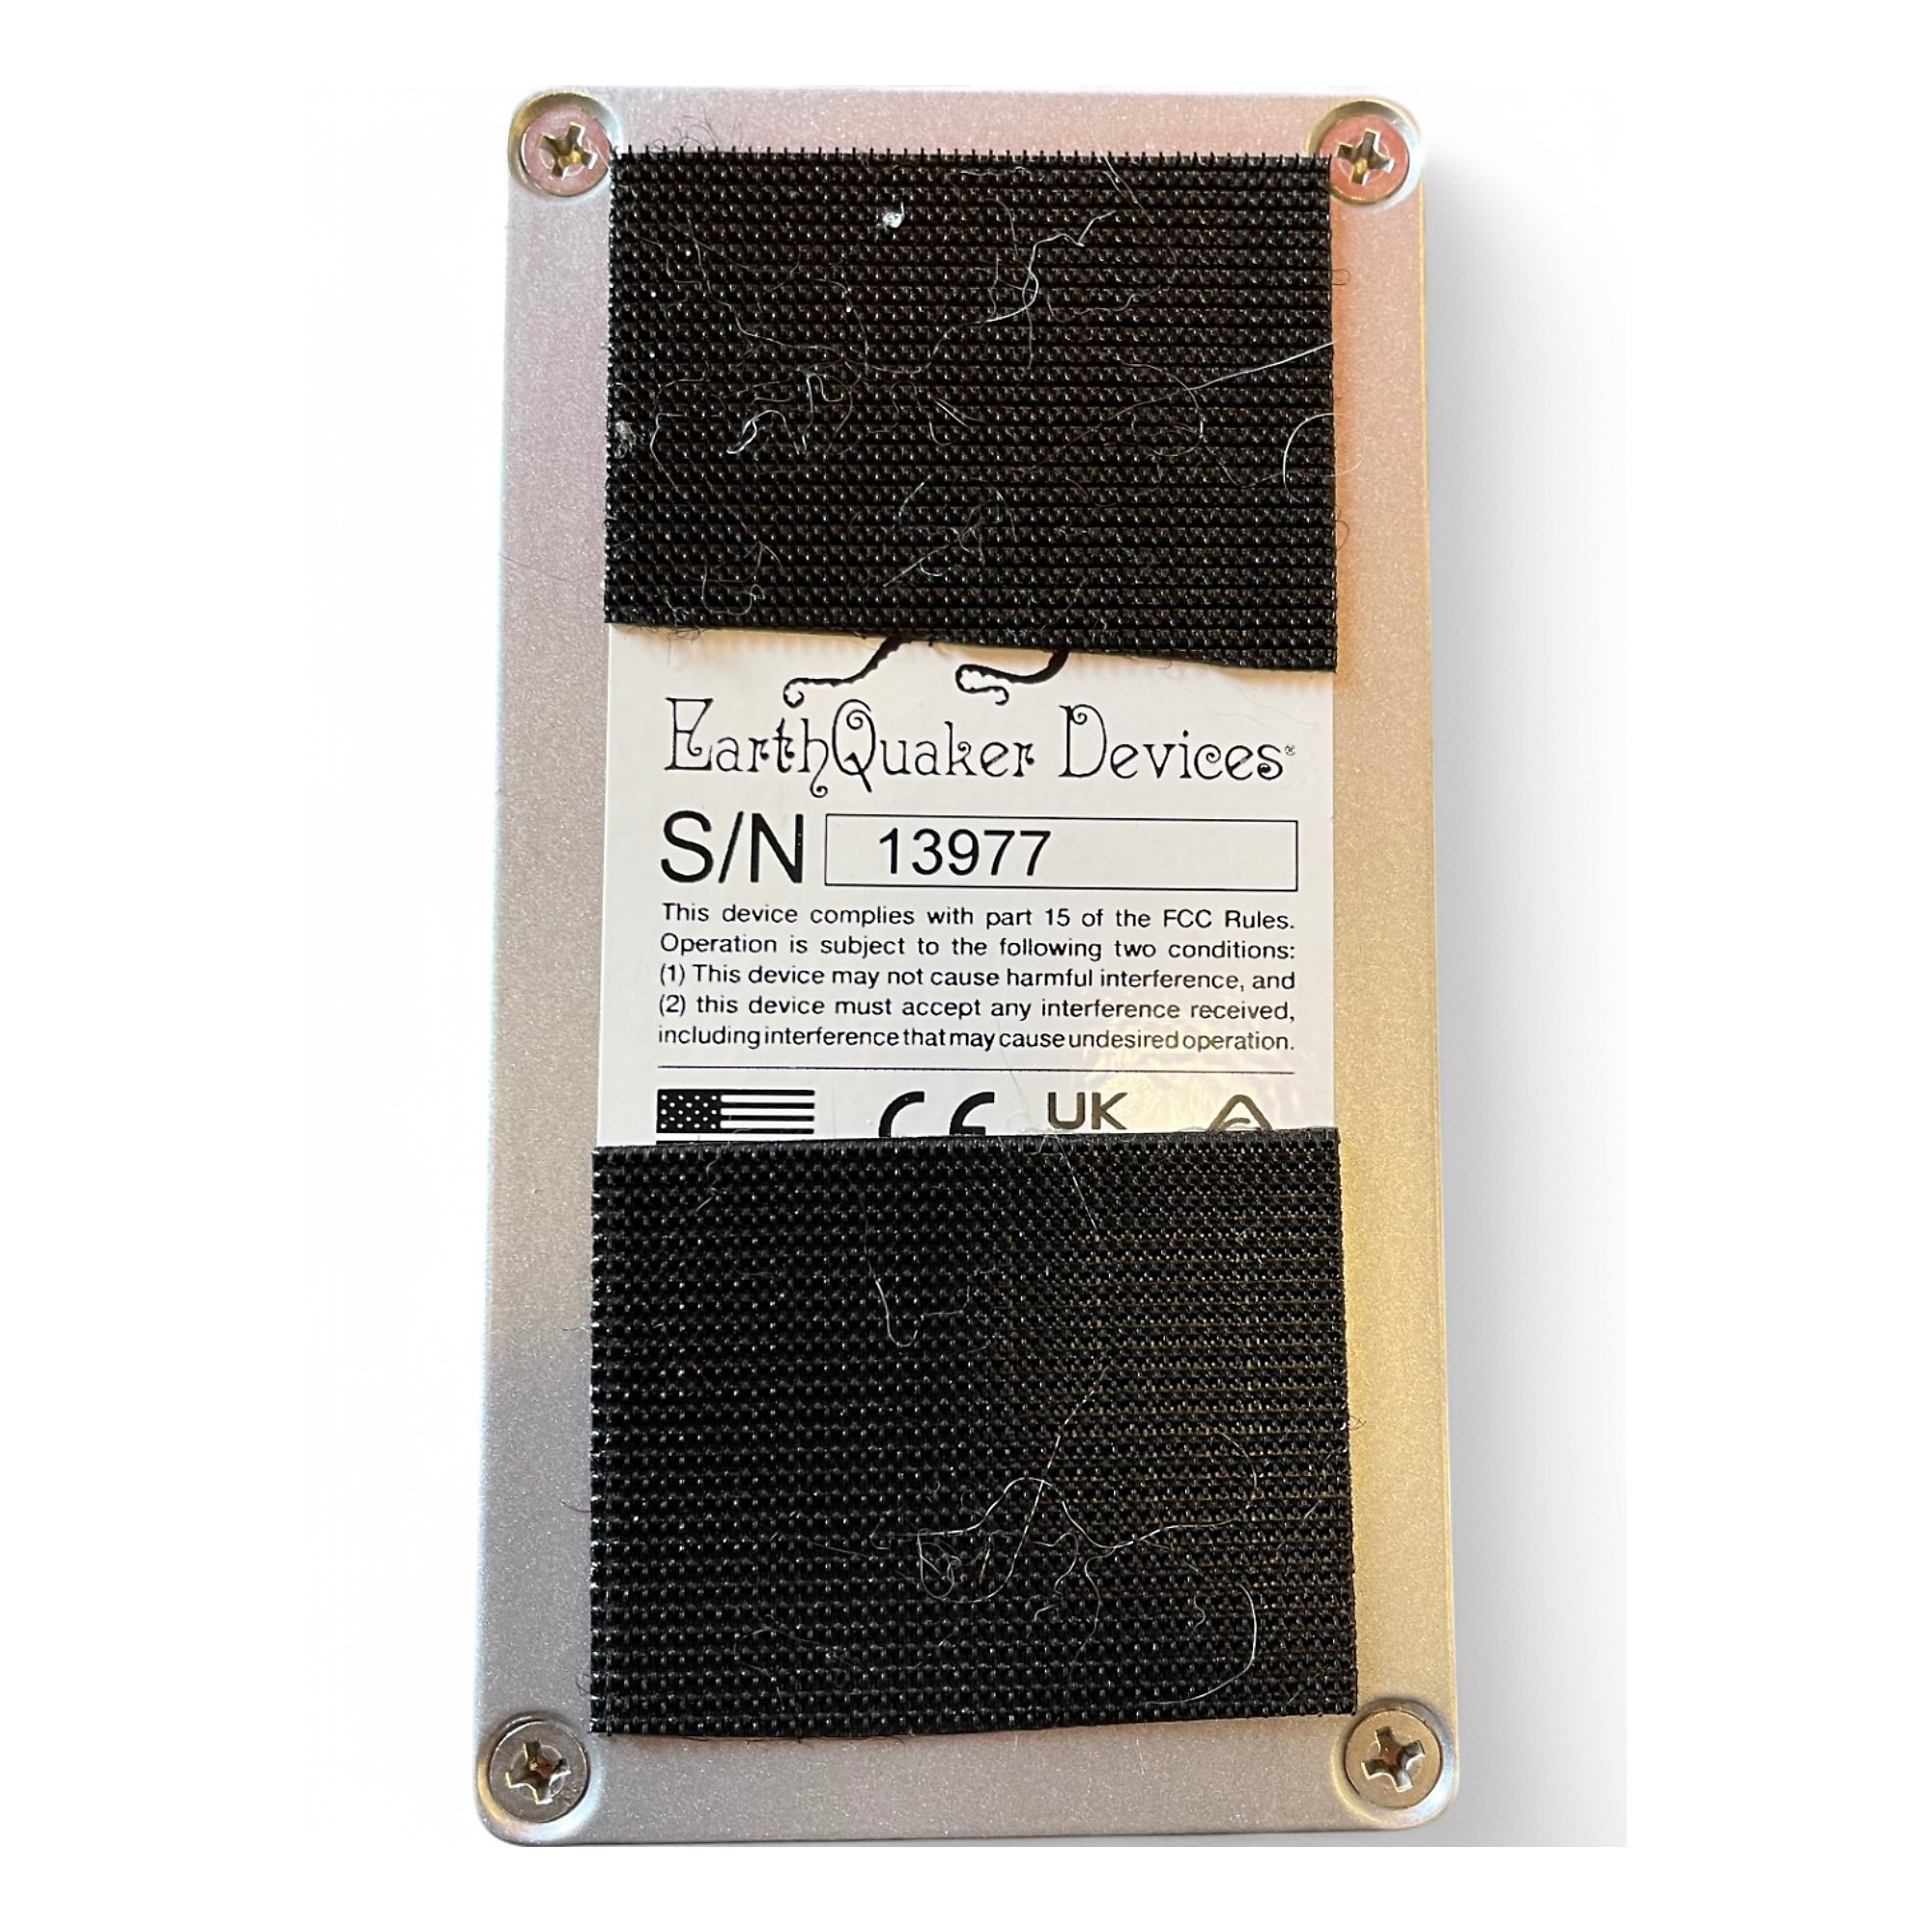 EarthQuaker Devices®
S/N 13977
This device complies with part 15 of the FCC Rules.
Operation is subject to the following two conditions:
(1) This device may not cause harmful interference, and
(2) this device must accept any interference received,
including interference that may cause undesired operation.
CE UK